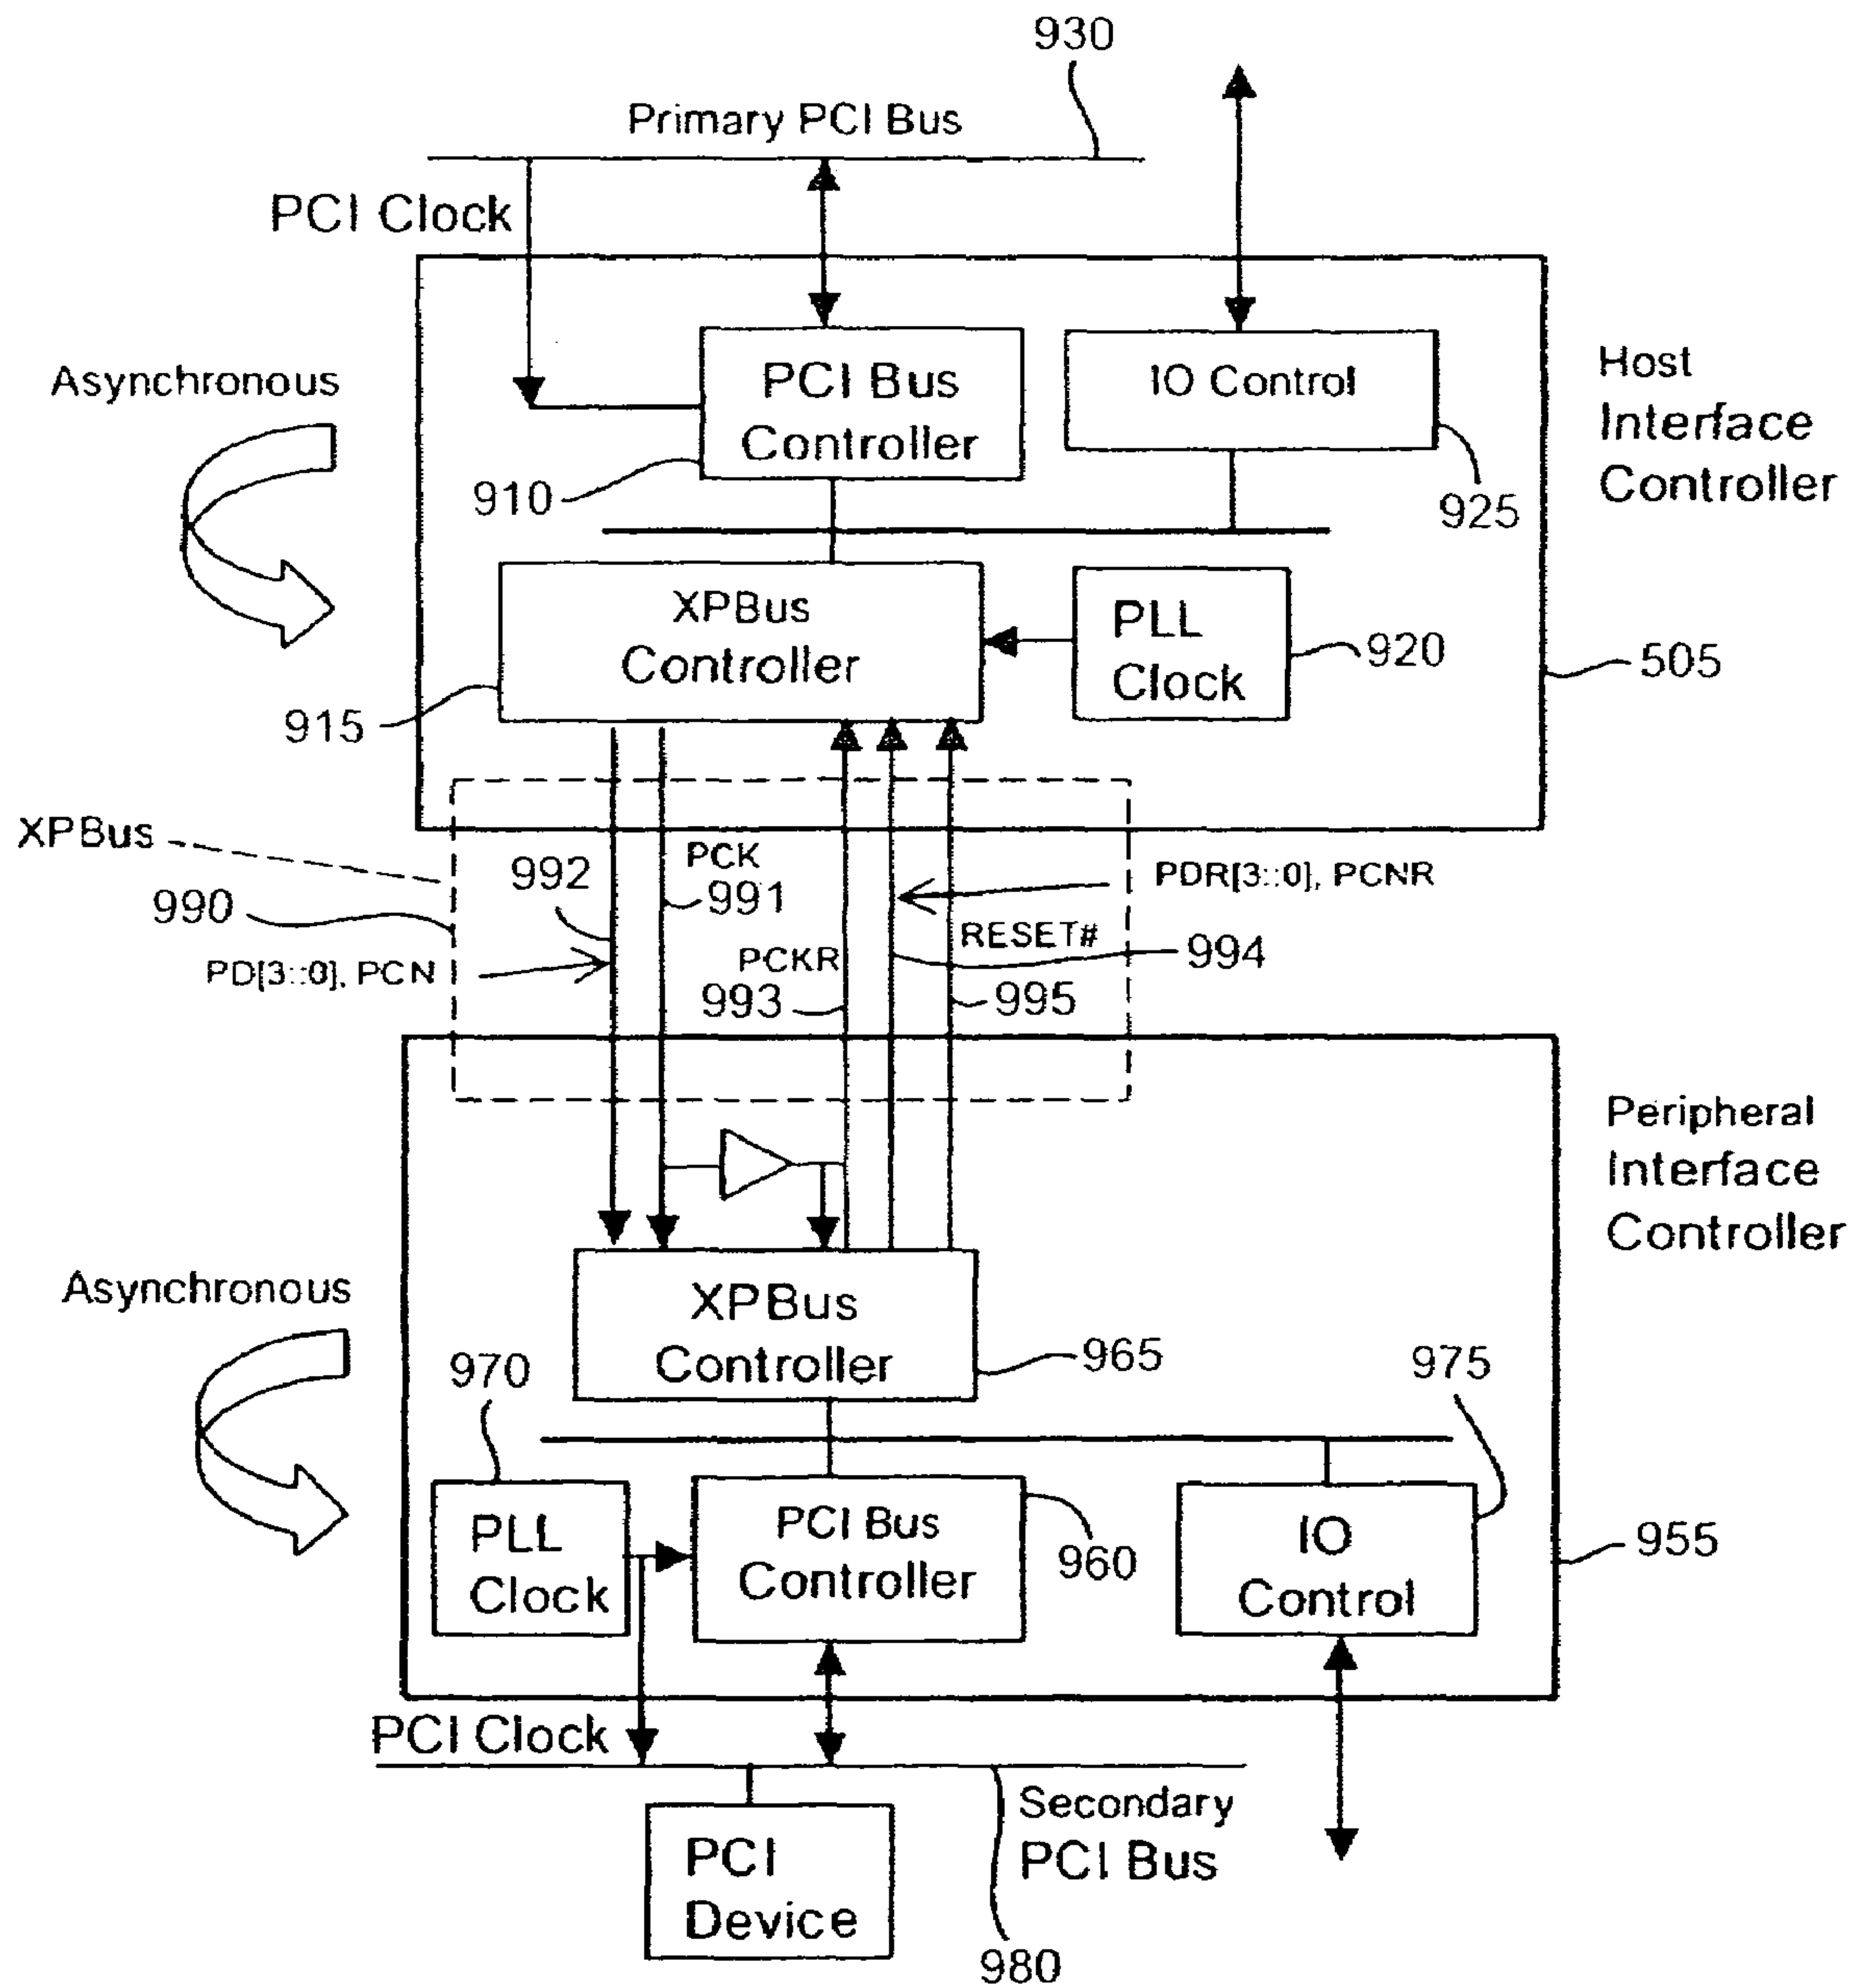 930
Primary PCI Bus
PCI Clock
Asynchronous
PCI Bus
Controller
910
IO Control
925
Host
Interface
Controller
XPBus
Controller
915
PLL
Clock
920
505
XPBus
990
992
PCK
991
PDR[3::0], PCNR
RESET#
994
PD[3::0], PCN
PCKR
993
995
Peripheral
Interface
Controller
Asynchronous
XPBus
Controller
965
970
975
PLL
Clock
PCI Bus
Controller
960
IO
Control
955
PCI Clock
Secondary
PCI Bus
PCI
Device
980